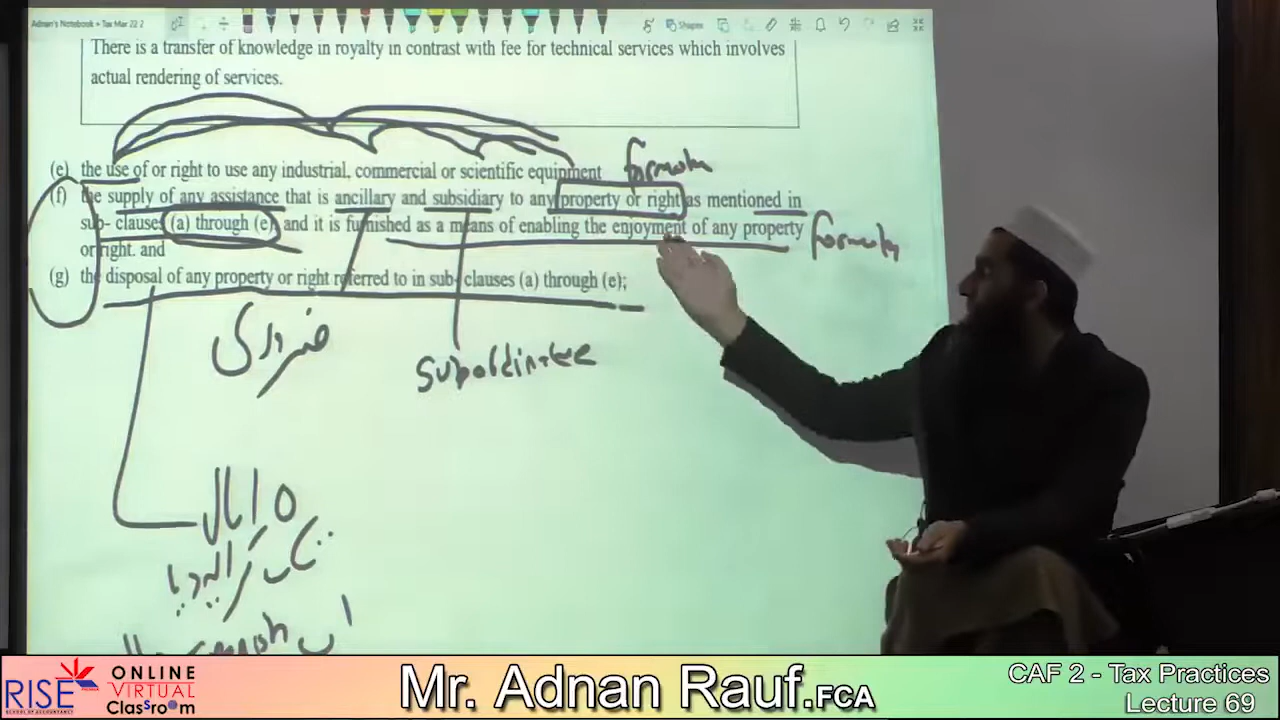 Adnan's Notebook • Tax Mar 22 2
Shapes
There is a transfer of knowledge in royalty in contrast with fee for technical services which involves
actual rendering of services.
(e) the use of or right to use any industrial, commercial or scientific equipment
(f) the supply of any assistance that is ancillary and subsidiary to any property or right as mentioned in
sub- clauses (a) through (e) and it is furnished as a means of enabling the enjoyment of any property
or right. and
(g) the disposal of any property or right referred to in sub- clauses (a) through (e);
ضروری
RISE
SCHOOL OF ACCOUNTANCY
ONLINE
VIRTUAL
ClassroOm
Mr. Adnan Rauf.FCA
CAF 2 - Tax Practices
Lecture 69